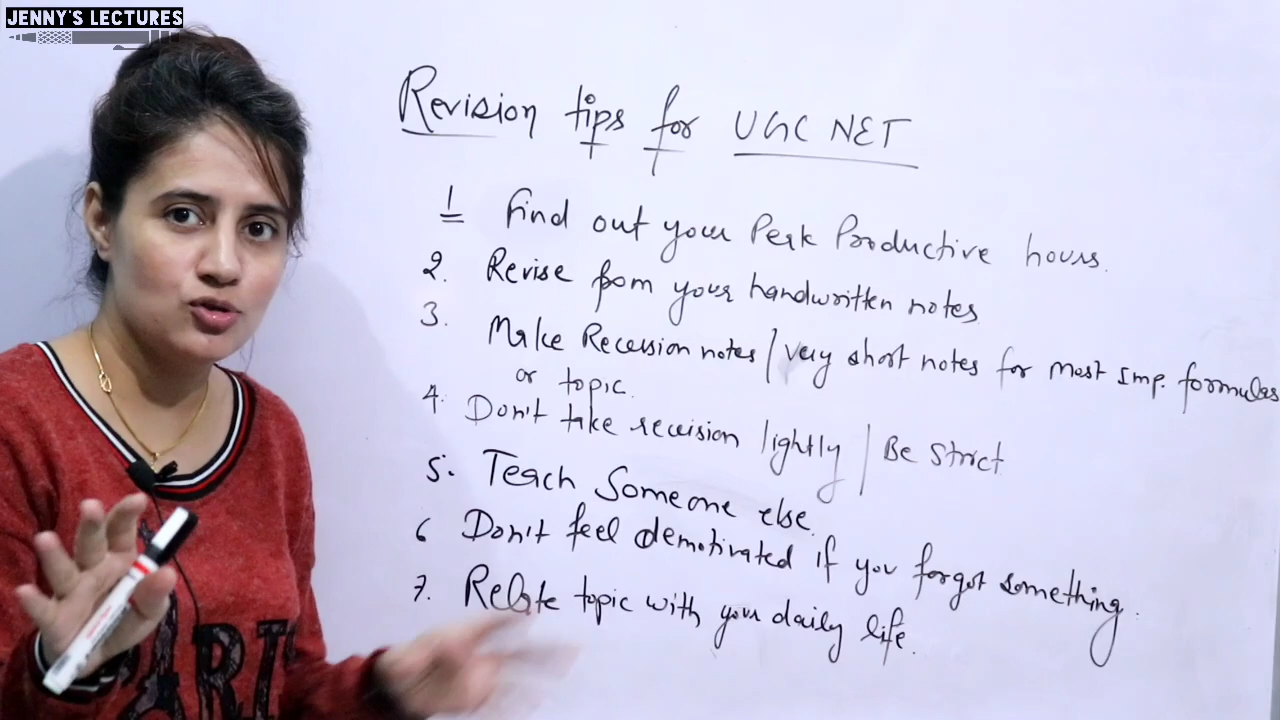 JENNY'S LECTURES
Revision tips for UGC NET
1 Find out your Peak Productive hours.
2. Revise from your handwritten notes
3. Make Recession notes / very short notes for most Imp. formulas
or topic.
4. Don't take revision lightly / Be Strict
5. Teach Someone else.
6 Don't feel demotivated if you forgot something.
7. Relate topic with your daily life.
PARIS